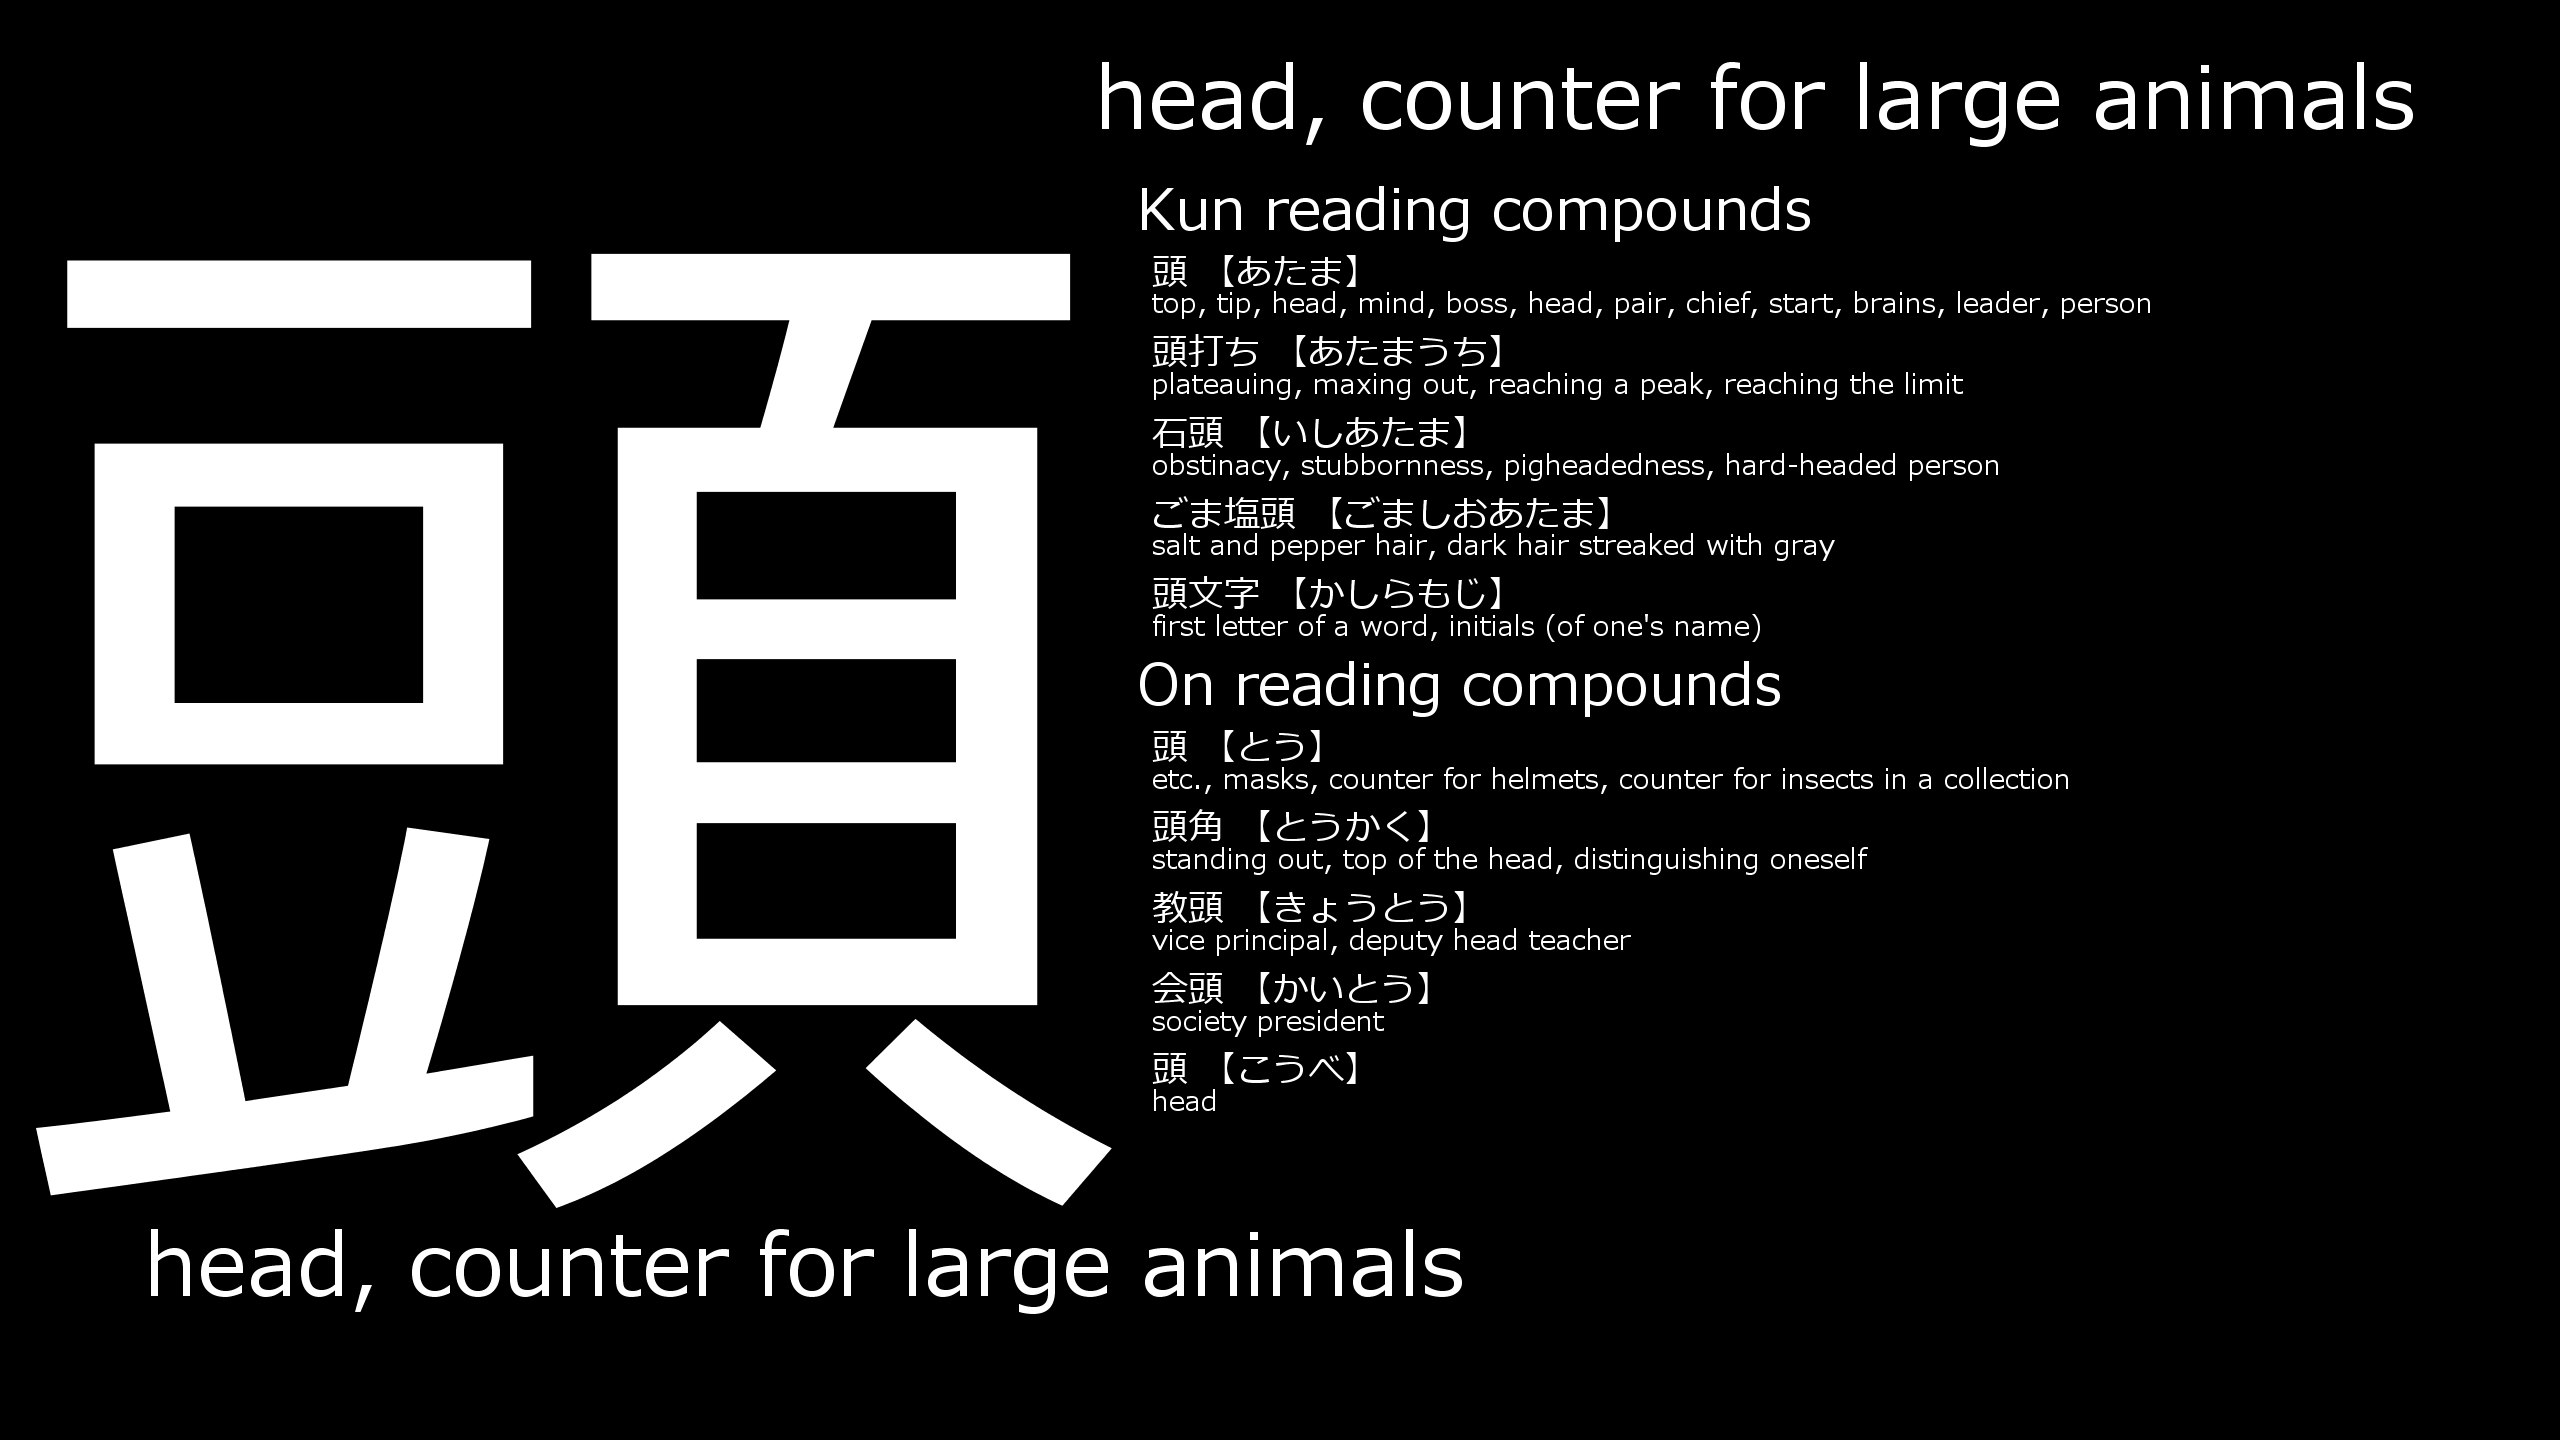 head, counter for large animals
頭
Kun reading compounds
頭 【あたま】
top, tip, head, mind, boss, head, pair, chief, start, brains, leader, person
頭打ち 【あたまうち】
plateauing, maxing out, reaching a peak, reaching the limit
石頭 【いしあたま】
obstinacy, stubbornness, pigheadedness, hard-headed person
ごま塩頭 【ごましおあたま】
salt and pepper hair, dark hair streaked with gray
頭文字 【かしらもじ】
first letter of a word, initials (of one's name)
On reading compounds
頭 【とう】
etc., masks, counter for helmets, counter for insects in a collection
頭角 【とうかく】
standing out, top of the head, distinguishing oneself
教頭 【きょうとう】
vice principal, deputy head teacher
会頭 【かいとう】
society president
頭 【こうべ】
head
head, counter for large animals